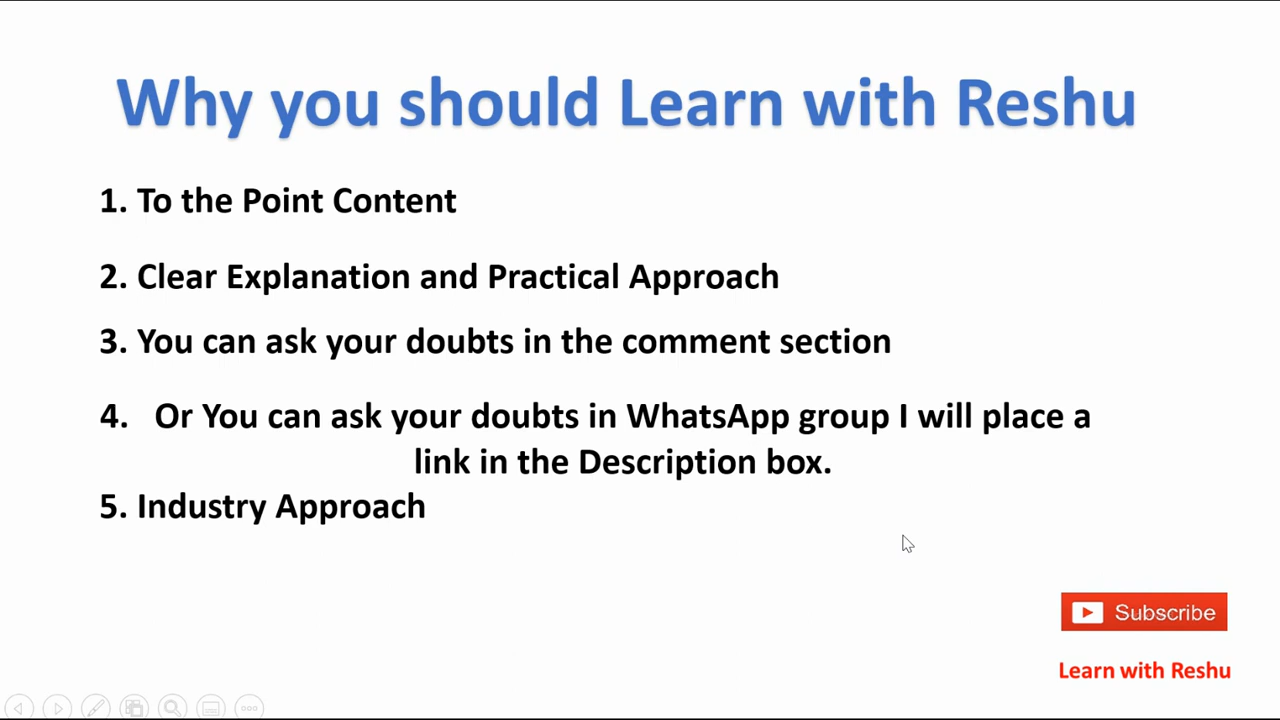 Why you should Learn with Reshu
1. To the Point Content
2. Clear Explanation and Practical Approach
3. You can ask your doubts in the comment section
4. Or You can ask your doubts in WhatsApp group I will place a
link in the Description box.
5. Industry Approach
Subscribe
Learn with Reshu